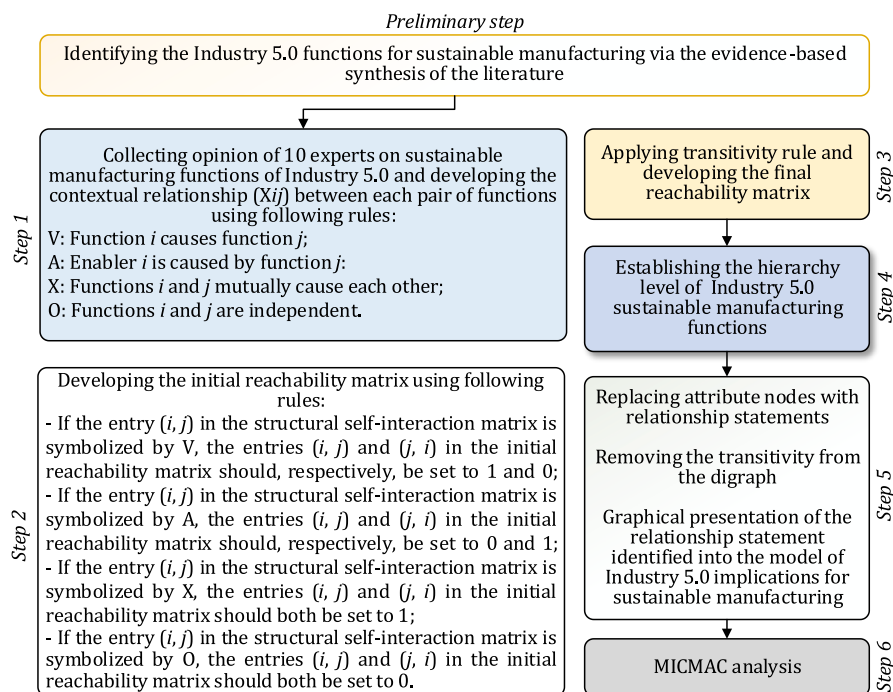 Preliminary step
Identifying the Industry 5.0 functions for sustainable manufacturing via the evidence-based
synthesis of the literature
Step 1
Collecting opinion of 10 experts on sustainable
manufacturing functions of Industry 5.0 and developing the
contextual relationship (Xij) between each pair of functions
using following rules:
V: Function i causes function j;
A: Enabler i is caused by function j:
X: Functions i and j mutually cause each other;
O: Functions i and j are independent.
Step 2
Developing the initial reachability matrix using following
rules:
- If the entry (i, j) in the structural self-interaction matrix is
symbolized by V, the entries (i, j) and (j, i) in the initial
reachability matrix should, respectively, be set to 1 and 0;
- If the entry (i, j) in the structural self-interaction matrix is
symbolized by A, the entries (i, j) and (j, i) in the initial
reachability matrix should, respectively, be set to 0 and 1;
- If the entry (i, j) in the structural self-interaction matrix is
symbolized by X, the entries (i, j) and (j, i) in the initial
reachability matrix should both be set to 1;
- If the entry (i, j) in the structural self-interaction matrix is
symbolized by O, the entries (i, j) and (j, i) in the initial
reachability matrix should both be set to 0.
Applying transitivity rule and
developing the final
reachability matrix
Step 3
Establishing the hierarchy
level of Industry 5.0
sustainable manufacturing
functions
Step 4
Replacing attribute nodes with
relationship statements
Removing the transitivity from
the digraph
Graphical presentation of the
relationship statement
identified into the model of
Industry 5.0 implications for
sustainable manufacturing
Step 5
MICMAC analysis
Step 6